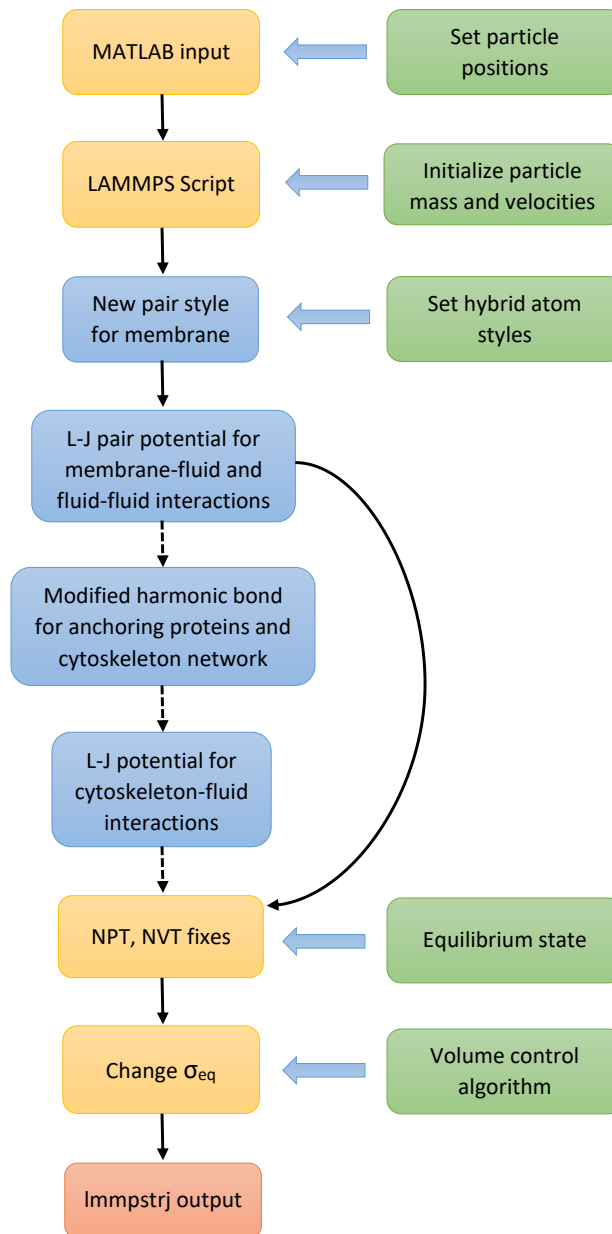 MATLAB input
Set particle
positions
LAMMPS Script
Initialize particle
mass and velocities
New pair style
for membrane
Set hybrid atom
styles
L-J pair potential for
membrane-fluid and
fluid-fluid interactions
Modified harmonic bond
for anchoring proteins and
cytoskeleton network
L-J potential for
cytoskeleton-fluid
interactions
NPT, NVT fixes
Equilibrium state
Change σeq
Volume control
algorithm
lmmpstrj output